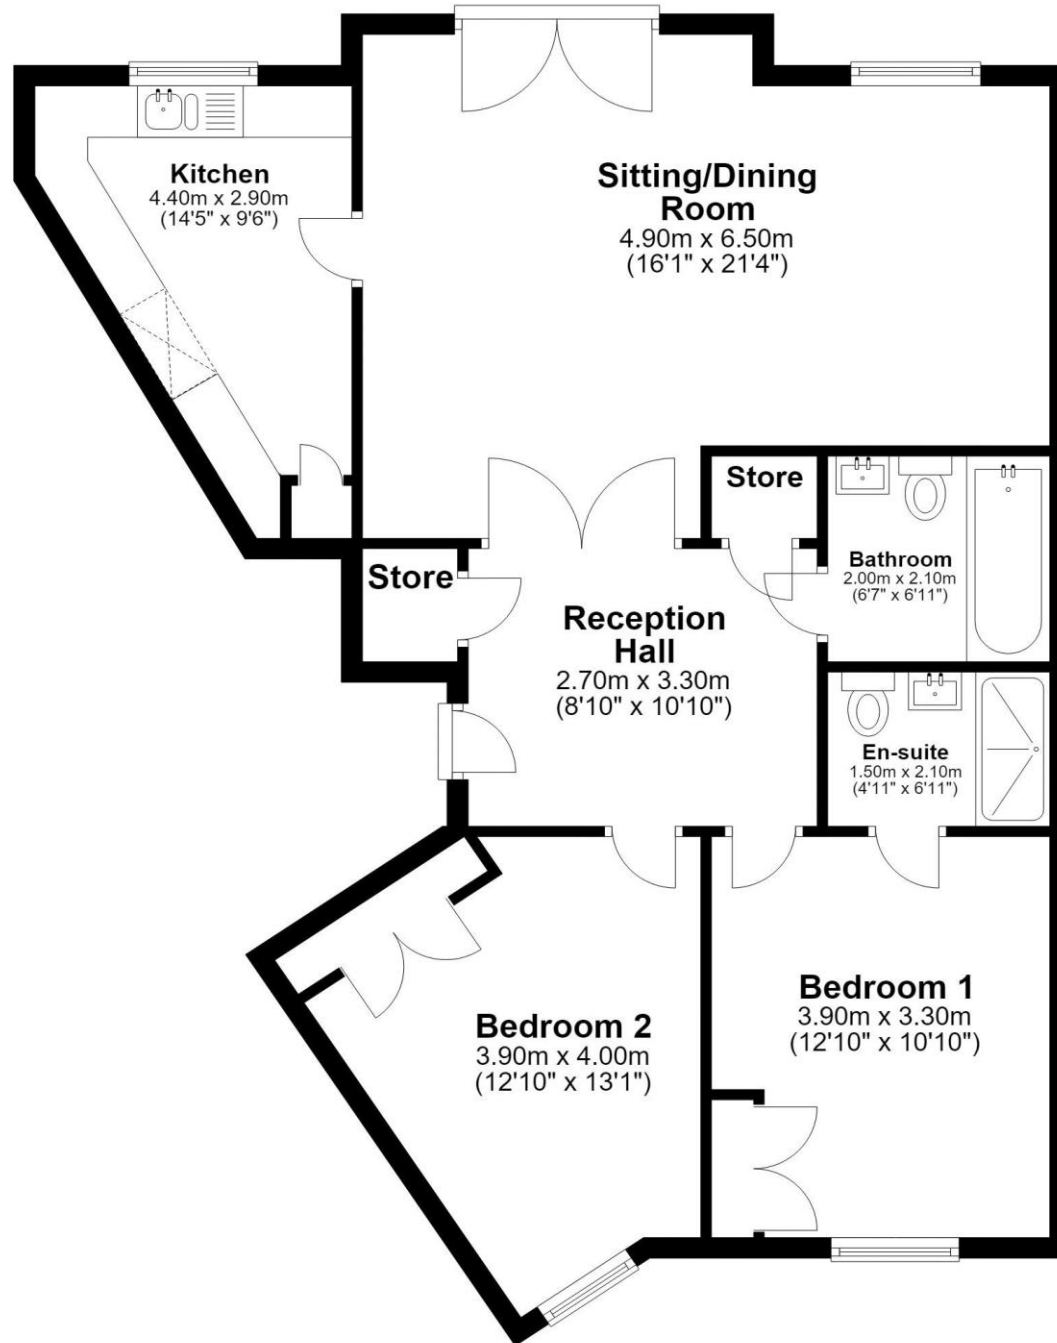 Kitchen
4.40m x 2.90m
(14'5" x 9'6")
Sitting/Dining
Room
4.90m x 6.50m
(16'1" x 21'4")
Store
Bathroom
2.00m x 2.10m
(6'7" x 6'11")
Store
Reception
Hall
2.70m x 3.30m
(8'10" x 10'10")
En-suite
1.50m x 2.10m
(4'11" x 6'11")
Bedroom 1
3.90m x 3.30m
(12'10" x 10'10")
Bedroom 2
3.90m x 4.00m
(12'10" x 13'1")